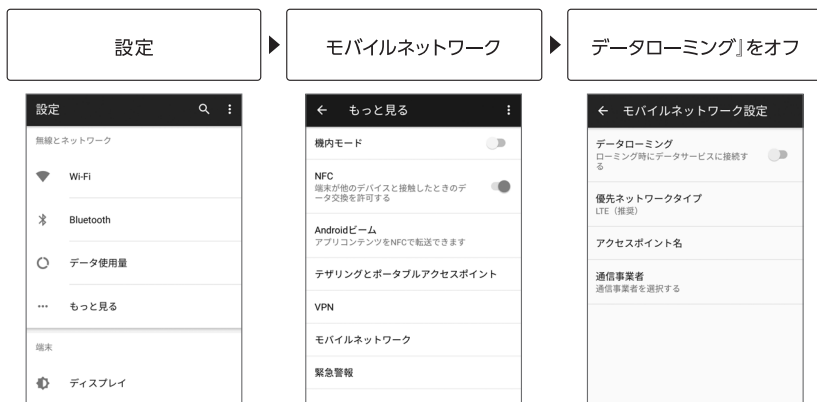 設定
モバイルネットワーク
データローミング』をオフ
設定
無線とネットワーク
Wi-Fi
Bluetooth
データ使用量
もっと見る
端末
ディスプレイ
もっと見る
機内モード
NFC
端末が他のデバイスと接触したときのデ
ータ交換を許可する
Androidビーム
アプリコンテンツをNFCで転送できます
テザリングとポータブルアクセスポイント
VPN
モバイルネットワーク
緊急警報
モバイルネットワーク設定
データローミング
ローミング時にデータサービスに接続す
る
優先ネットワークタイプ
LTE（推奨）
アクセスポイント名
通信事業者
通信事業者を選択する